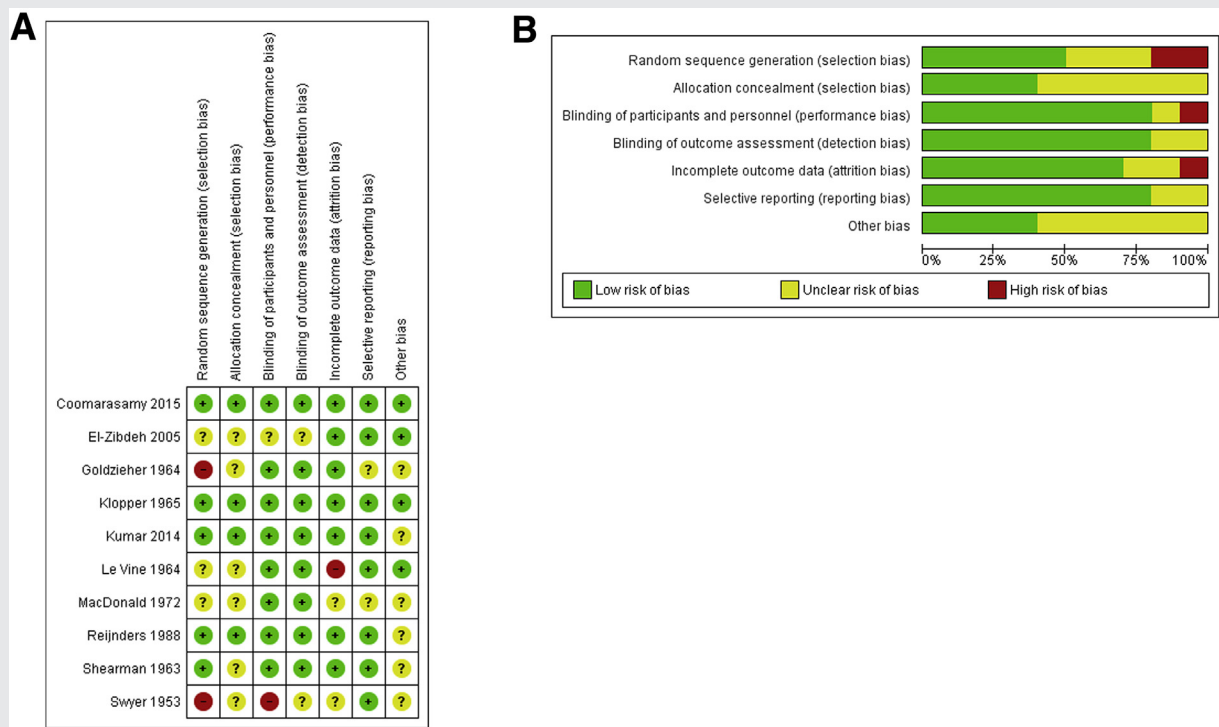 A
Random sequence generation (selection bias)
Allocation concealment (selection bias)
Blinding of participants and personnel (performance bias)
Blinding of outcome assessment (detection bias)
Incomplete outcome data (attrition bias)
Selective reporting (reporting bias)
Other bias
Coomarasamy 2015 + + + + + + +
El-Zibdeh 2005 ? ? ? ? + + +
Goldzieher 1964 - ? + + + ? ?
Klopper 1965 + + + + + + +
Kumar 2014 + + + + + + ?
Le Vine 1964 ? ? + + - + +
MacDonald 1972 ? ? + + ? ? ?
Reijnders 1988 + + + + + + ?
Shearman 1963 + ? + + + + ?
Swyer 1953 - ? - ? ? + ?
B
Random sequence generation (selection bias)
Allocation concealment (selection bias)
Blinding of participants and personnel (performance bias)
Blinding of outcome assessment (detection bias)
Incomplete outcome data (attrition bias)
Selective reporting (reporting bias)
Other bias
0% 25% 50% 75% 100%
Low risk of bias Unclear risk of bias High risk of bias